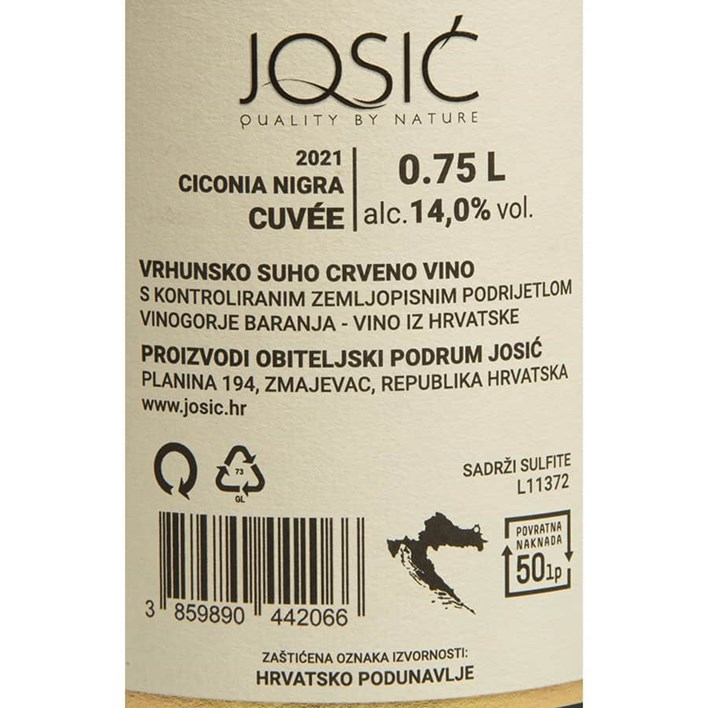 JOSIĆ
QUALITY BY NATURE
2021
CICONIA NIGRA
CUVÉE
0.75 L
alc. 14,0% vol.
VRHUNSKO SUHO CRVENO VINO
S KONTROLIRANIM ZEMLJOPISNIM PODRIJETLOM
VINOGORJE BARANJA - VINO IZ HRVATSKE
PROIZVODI OBITELJSKI PODRUM JOSIĆ
PLANINA 194, ZMAJEVAC, REPUBLIKA HRVATSKA
www.josic.hr
73
GL
SADRŽI SULFITE
L11372
POVRATNA
NAKNADA
50lp
3 859890 442066
ZAŠTIĆENA OZNAKA IZVORNOSTI:
HRVATSKO PODUNAVLJE